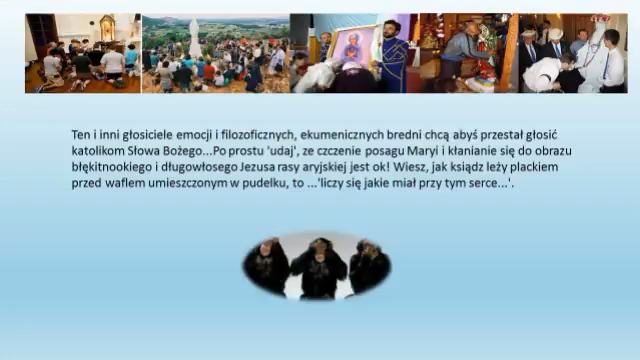 Ten i inni głosiciele emocji i filozoficznych, ekumenicznych bredni chcą abyś przestał głosić
katolikom Słowa Bożego...Po prostu 'udaj', ze czczenie posagu Maryi i kłanianie się do obrazu
błękitnookiego i długowłosego Jezusa rasy aryjskiej jest ok! Wiesz, jak ksiądz leży plackiem
przed waflem umieszczonym w pudelku, to ...'liczy się jakie miał przy tym serce...'.